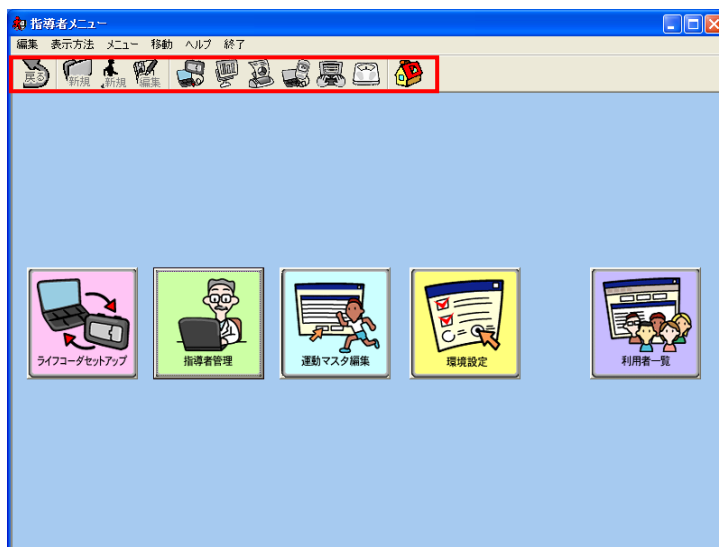 指導者メニュー
編集 表示方法 メニュー 移動 ヘルプ 終了
戻る 新規 新規 編集
ライフコーダセットアップ 指導者管理 運動マスタ編集 環境設定 利用者一覧